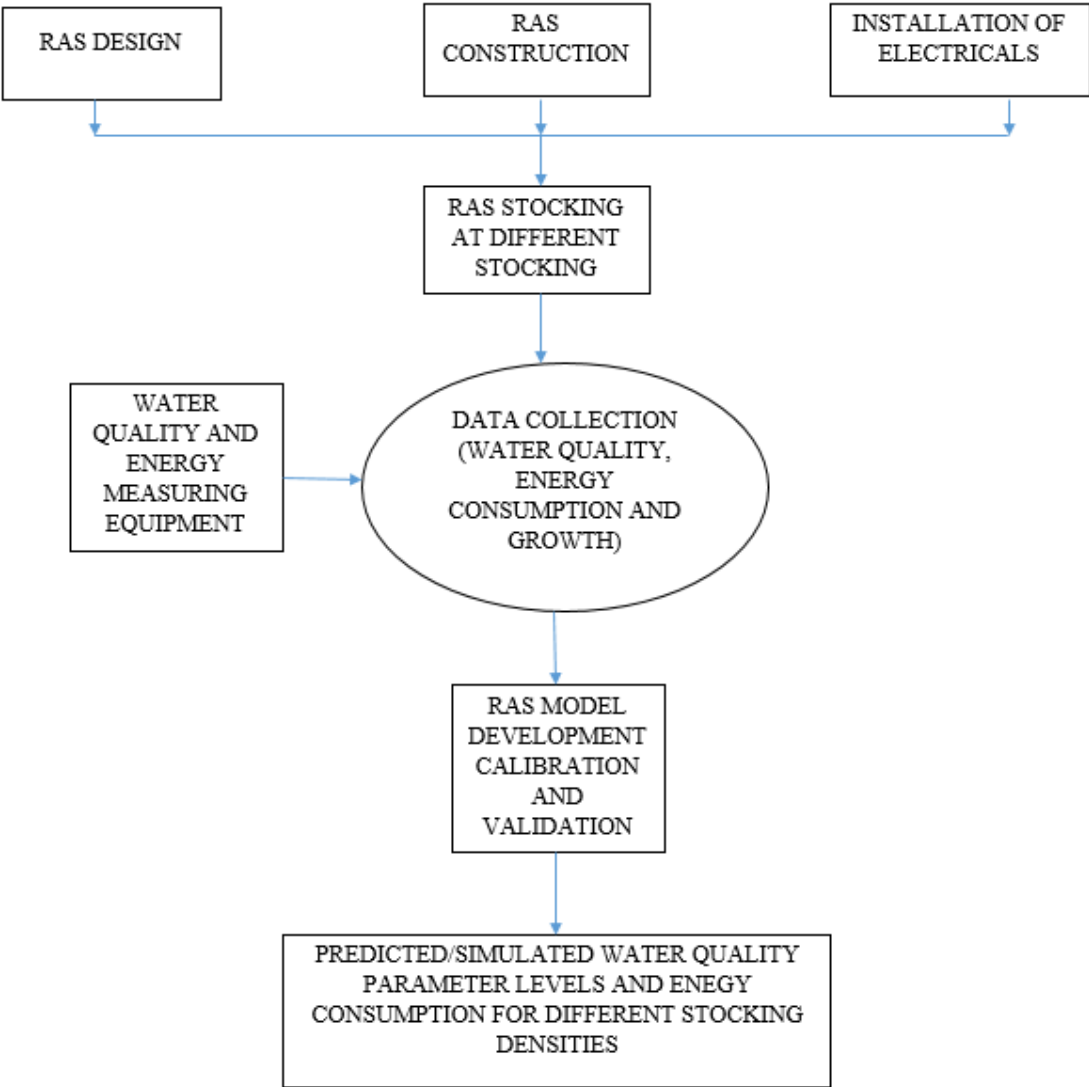 RAS DESIGN
RAS
CONSTRUCTION
INSTALLATION OF
ELECTRICALS
RAS STOCKING
AT DIFFERENT
STOCKING
WATER
QUALITY AND
ENERGY
MEASURING
EQUIPMENT
DATA COLLECTION
(WATER QUALITY,
ENERGY
CONSUMPTION AND
GROWTH)
RAS MODEL
DEVELOPMENT
CALIBRATION
AND
VALIDATION
PREDICTED/SIMULATED WATER QUALITY
PARAMETER LEVELS AND ENEGY
CONSUMPTION FOR DIFFERENT STOCKING
DENSITIES